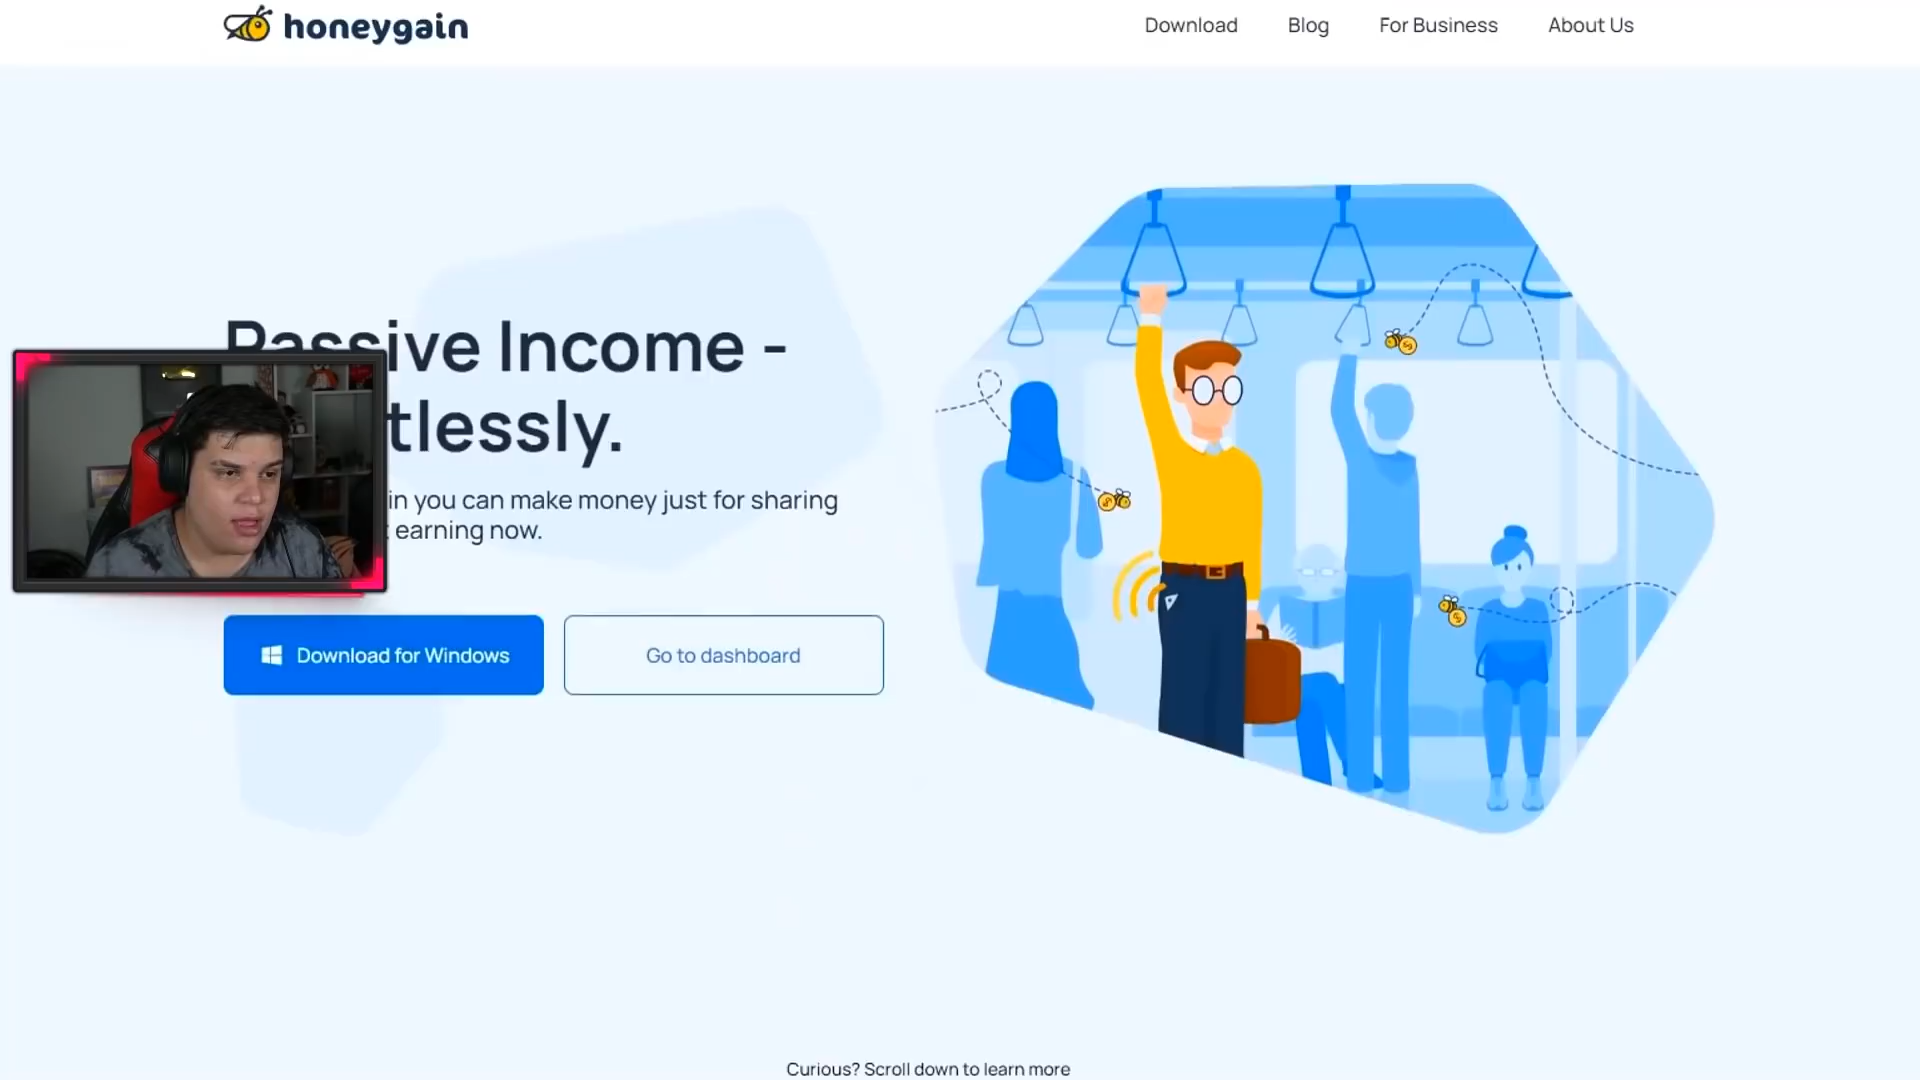 honeygain
Download
Blog
For Business
About Us
Passive Income -
tlessly.
in you can make money just for sharing
earning now.
Download for Windows
Go to dashboard
Curious? Scroll down to learn more